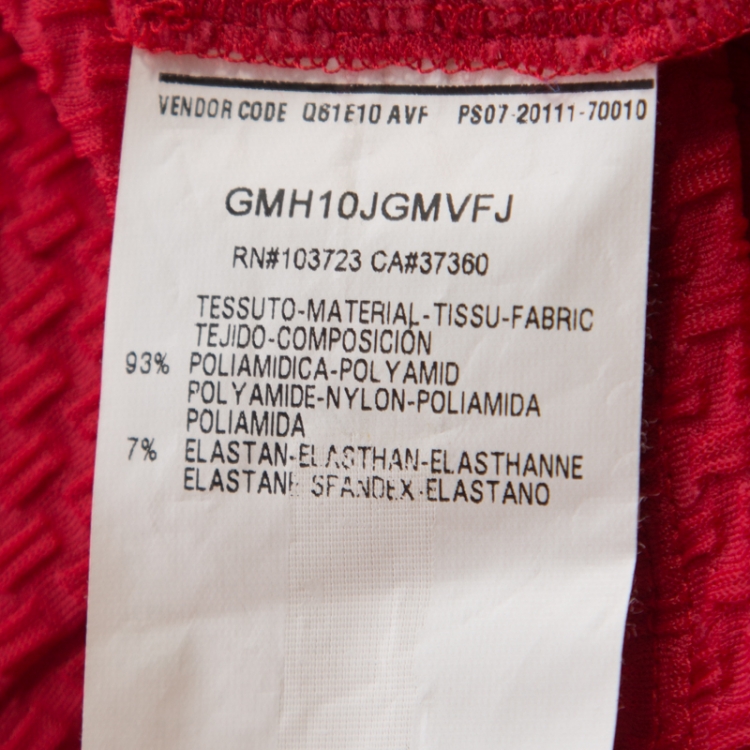 VENDOR CODE Q61E10 AVF PS07-20111-70010
GMH10JGMVFJ
RN#103723 CA#37360
TESSUTO-MATERIAL-TISSU-FABRIC
TEJIDO-COMPOSICIÓN
93% POLIAMIDICA-POLYAMID
POLYAMIDE-NYLON-POLIAMIDA
POLIAMIDA
7% ELASTAN-ELASTHAN-ELASTHANNE
ELASTANE SPANDEX-ELASTANO